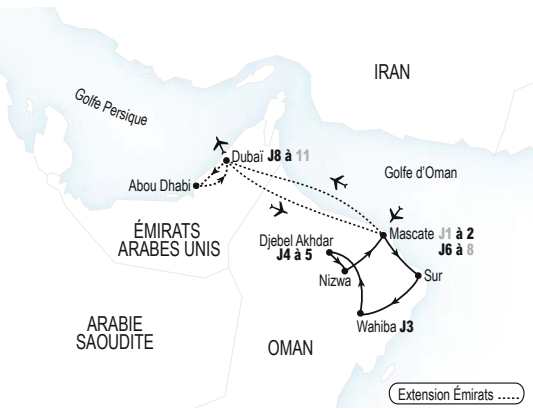 IRAN
Golfe Persique
Dubaï J8 à 11
Golfe d'Oman
Abou Dhabi
ÉMIRATS
ARABES UNIS
Mascate J1 à 2
J6 à 8
Djebel Akhdar
J4 à 5
Nizwa
Sur
Wahiba J3
ARABIE
SAOUDITE
OMAN
Extension Émirats .....